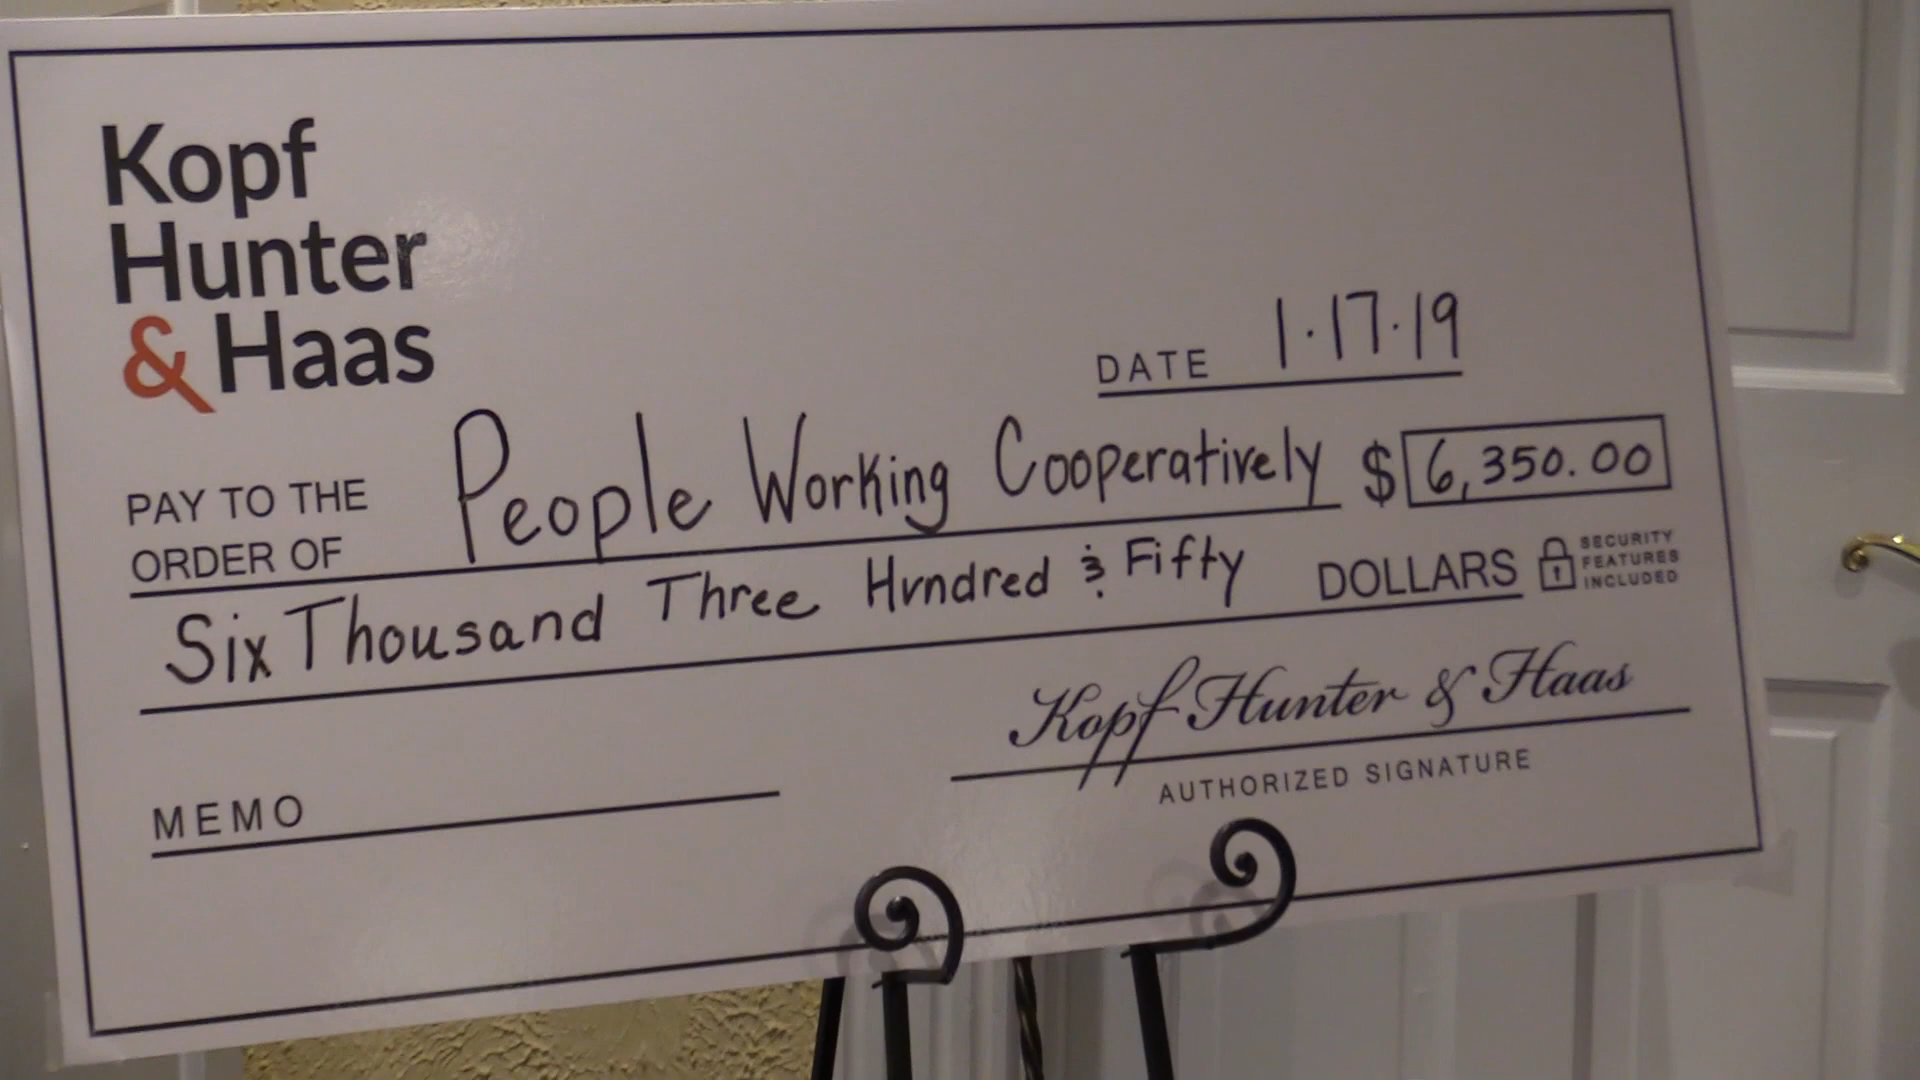 Kopf
Hunter
& Haas
DATE 1·17·19
PAY TO THE
ORDER OF People Working Cooperatively $ 6,350.00
Six Thousand Three Hundred & Fifty DOLLARS
SECURITY
FEATURES
INCLUDED
Kopf Hunter & Haas
AUTHORIZED SIGNATURE
MEMO